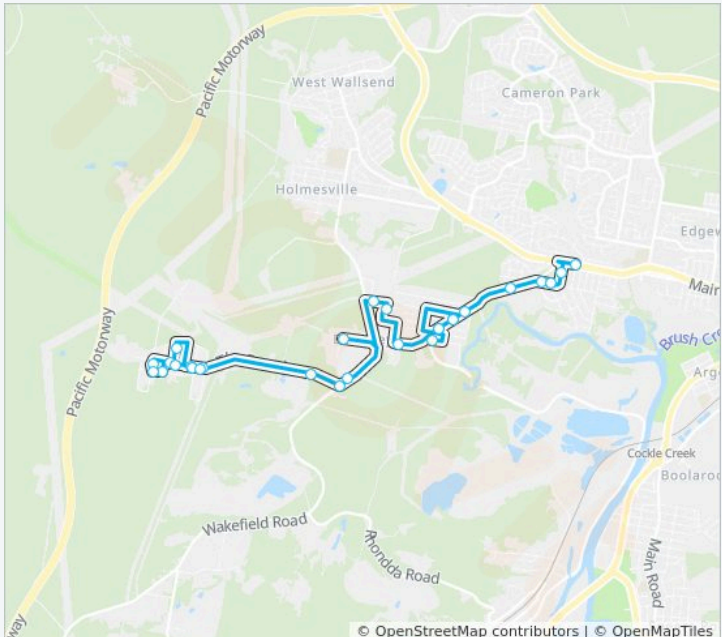 Pacific Motorway
West Wallsend
Cameron Park
Holmesville
Edgew
Main
Pacific Motorway
Brush Cre
Arg
Cockle Creek
Boolaroo
Wakefield Road
Rhondda Road
Main Road
way
© OpenStreetMap contributors | © OpenMapTiles